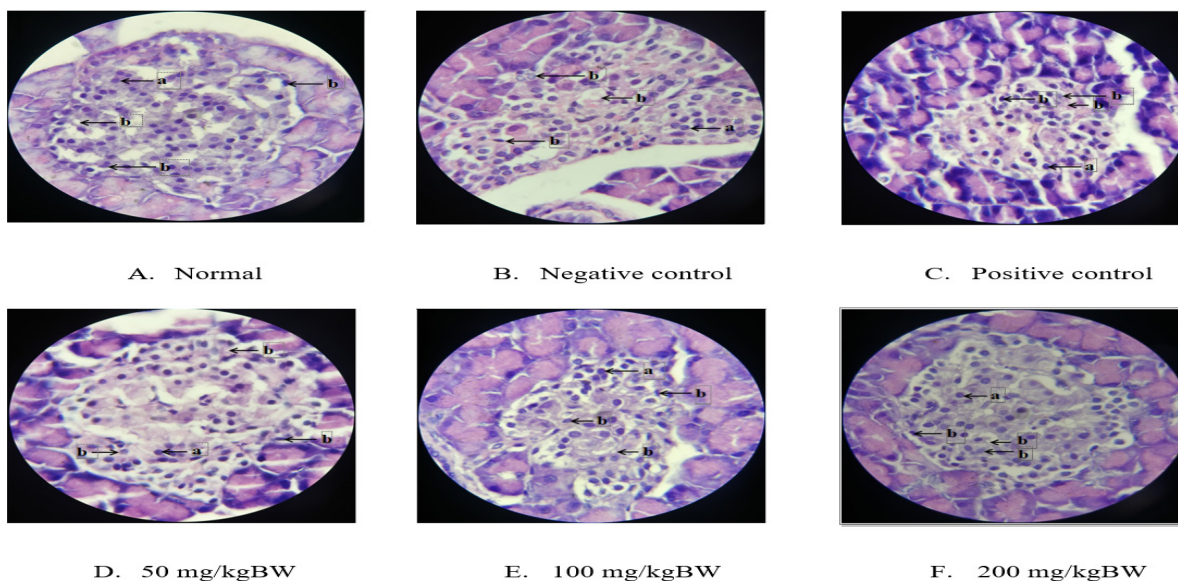 a
b
b
b
b
b
b
a
b
b
b
a
A. Normal
B. Negative control
C. Positive control
b
b
b
a
a
b
b
b
a
b
b
b
D. 50 mg/kgBW
E. 100 mg/kgBW
F. 200 mg/kgBW